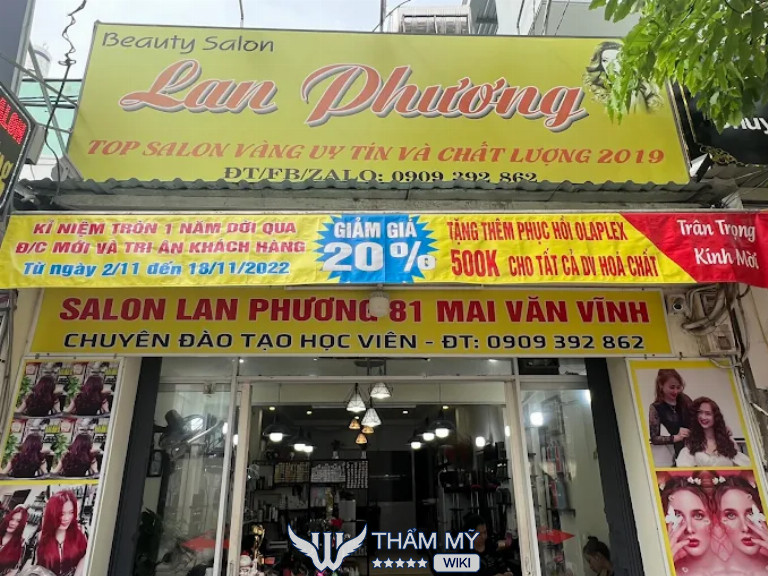 Beauty Salon
Lan Phương
TOP SALON VÀNG UY TÍN VÀ CHẤT LƯỢNG 2019
ĐT/FB/ZALO: 0909 392 862
KỈ NIỆM TRÒN 1 NĂM DỜI QUA
Đ/C MỚI VÀ TRI ÂN KHÁCH HÀNG
Từ ngày 2/11 đến 18/11/2022
GIẢM GIÁ
20%
TẶNG THÊM PHỤC HỒI OLAPLEX
500K CHO TẤT CẢ DV HOÁ CHẤT
Trân Trọng
Kính Mời
SALON LAN PHƯƠNG 81 MAI VĂN VĨNH
CHUYÊN ĐÀO TẠO HỌC VIÊN - ĐT: 0909 392 862
THẨM MỸ
WIKI